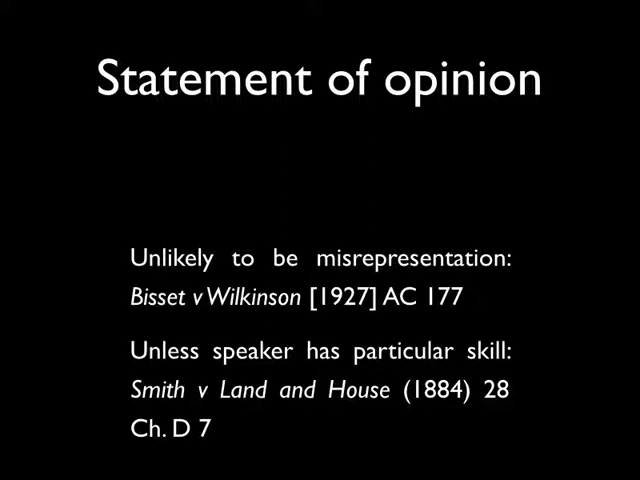 Statement of opinion
Unlikely to be misrepresentation:
Bisset v Wilkinson [1927] AC 177
Unless speaker has particular skill:
Smith v Land and House (1884) 28
Ch. D 7